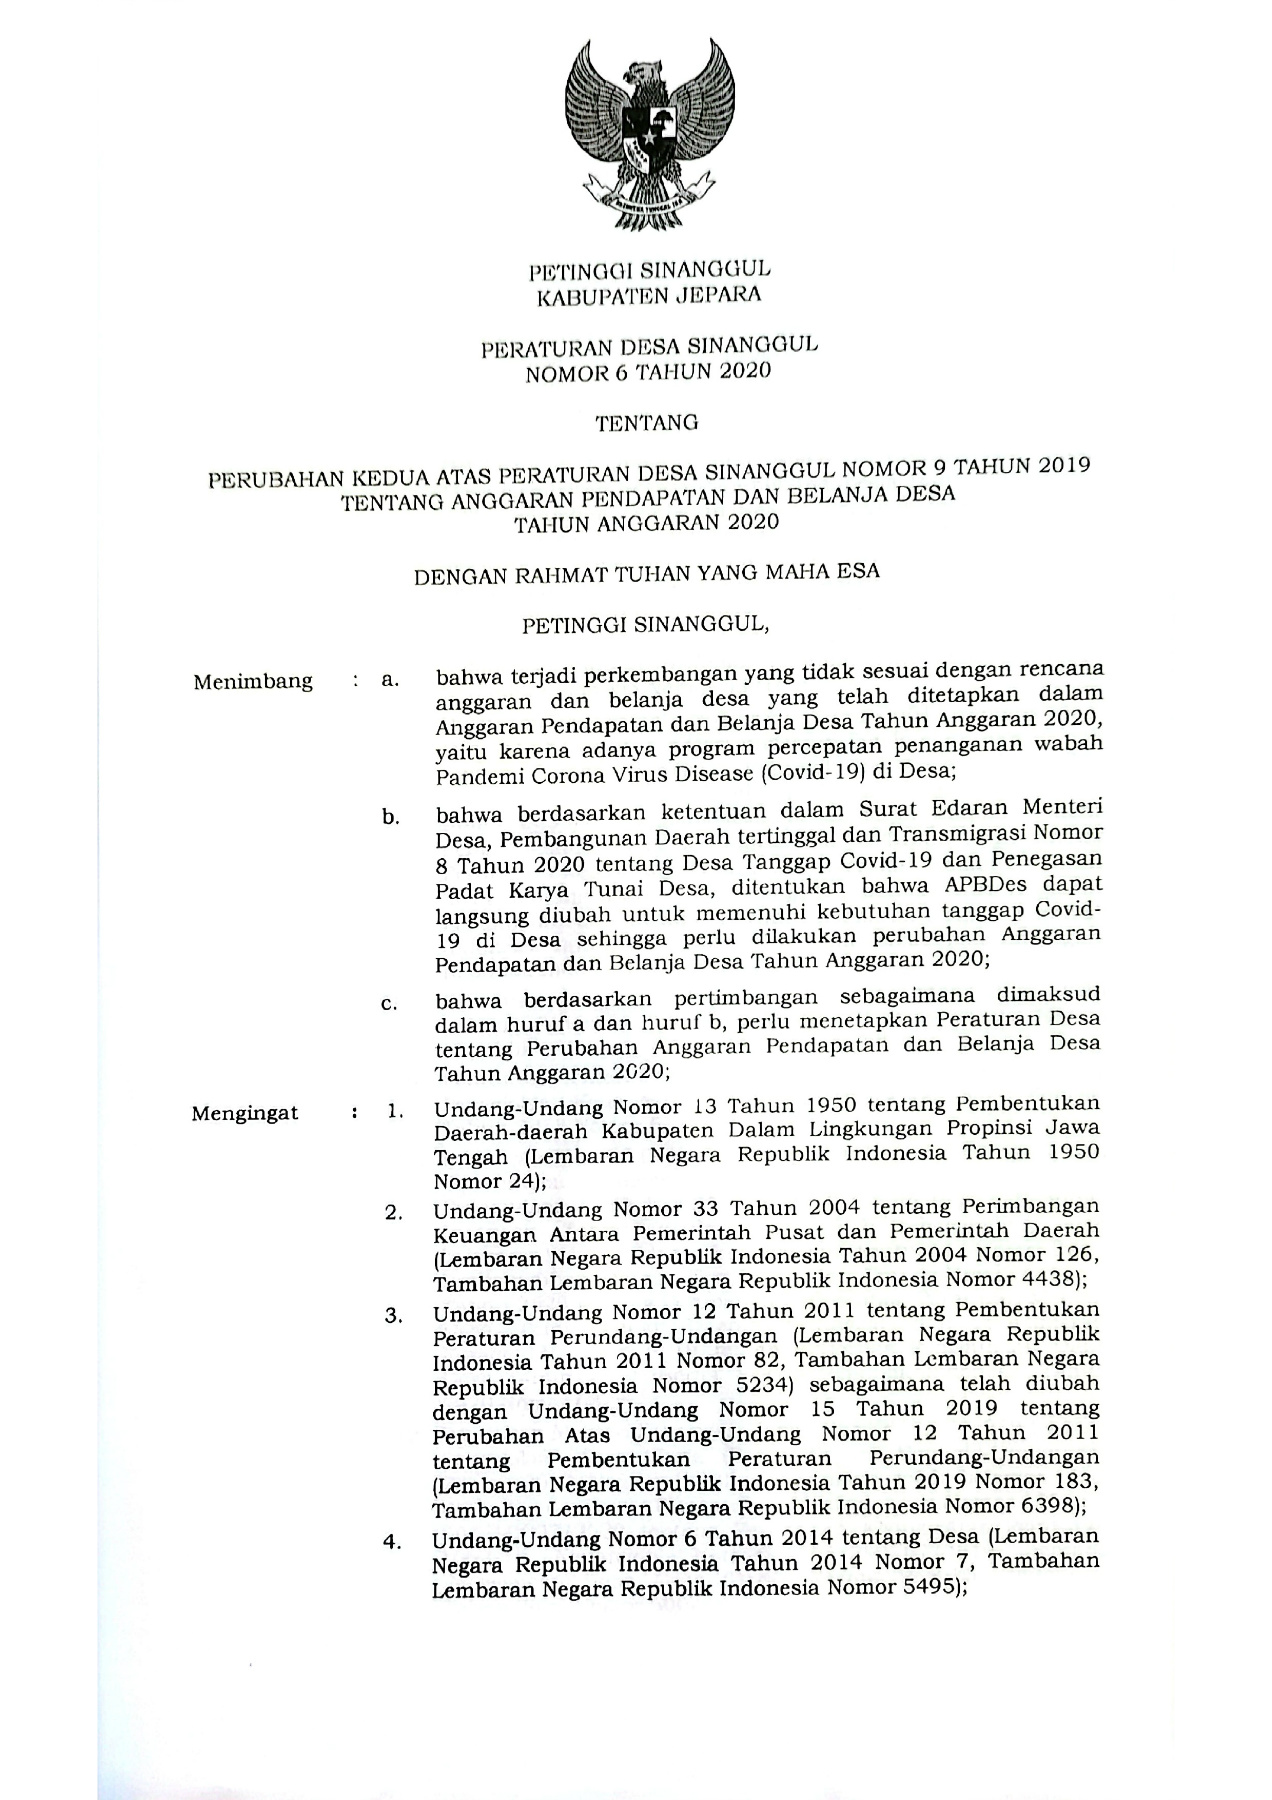 PETINGGI SINANGGUL
KABUPATEN JEPARA
PERATURAN DESA SINANGGUL
NOMOR 6 TAHUN 2020
TENTANG
PERUBAHAN KEDUA ATAS PERATURAN DESA SINANGGUL NOMOR 9 TAHUN 2019
TENTANG ANGGARAN PENDAPATAN DAN BELANJA DESA
TAHUN ANGGARAN 2020
DENGAN RAHMAT TUHAN YANG MAHA ESA
PETINGGI SINANGGUL,
Menimbang : a. bahwa terjadi perkembangan yang tidak sesuai dengan rencana
anggaran dan belanja desa yang telah ditetapkan dalam
Anggaran Pendapatan dan Belanja Desa Tahun Anggaran 2020,
yaitu karena adanya program percepatan penanganan wabah
Pandemi Corona Virus Disease (Covid-19) di Desa;
b. bahwa berdasarkan ketentuan dalam Surat Edaran Menteri
Desa, Pembangunan Daerah tertinggal dan Transmigrasi Nomor
8 Tahun 2020 tentang Desa Tanggap Covid-19 dan Penegasan
Padat Karya Tunai Desa, ditentukan bahwa APBDes dapat
langsung diubah untuk memenuhi kebutuhan tanggap Covid-
19 di Desa sehingga perlu dilakukan perubahan Anggaran
Pendapatan dan Belanja Desa Tahun Anggaran 2020;
c. bahwa berdasarkan pertimbangan sebagaimana dimaksud
dalam huruf a dan huruf b, perlu menetapkan Peraturan Desa
tentang Perubahan Anggaran Pendapatan dan Belanja Desa
Tahun Anggaran 2020;
Mengingat : 1. Undang-Undang Nomor 13 Tahun 1950 tentang Pembentukan
Daerah-daerah Kabupaten Dalam Lingkungan Propinsi Jawa
Tengah (Lembaran Negara Republik Indonesia Tahun 1950
Nomor 24);
2. Undang-Undang Nomor 33 Tahun 2004 tentang Perimbangan
Keuangan Antara Pemerintah Pusat dan Pemerintah Daerah
(Lembaran Negara Republik Indonesia Tahun 2004 Nomor 126,
Tambahan Lembaran Negara Republik Indonesia Nomor 4438);
3. Undang-Undang Nomor 12 Tahun 2011 tentang Pembentukan
Peraturan Perundang-Undangan (Lembaran Negara Republik
Indonesia Tahun 2011 Nomor 82, Tambahan Lembaran Negara
Republik Indonesia Nomor 5234) sebagaimana telah diubah
dengan Undang-Undang Nomor 15 Tahun 2019 tentang
Perubahan Atas Undang-Undang Nomor 12 Tahun 2011
tentang Pembentukan Peraturan Perundang-Undangan
(Lembaran Negara Republik Indonesia Tahun 2019 Nomor 183,
Tambahan Lembaran Negara Republik Indonesia Nomor 6398);
4. Undang-Undang Nomor 6 Tahun 2014 tentang Desa (Lembaran
Negara Republik Indonesia Tahun 2014 Nomor 7, Tambahan
Lembaran Negara Republik Indonesia Nomor 5495);